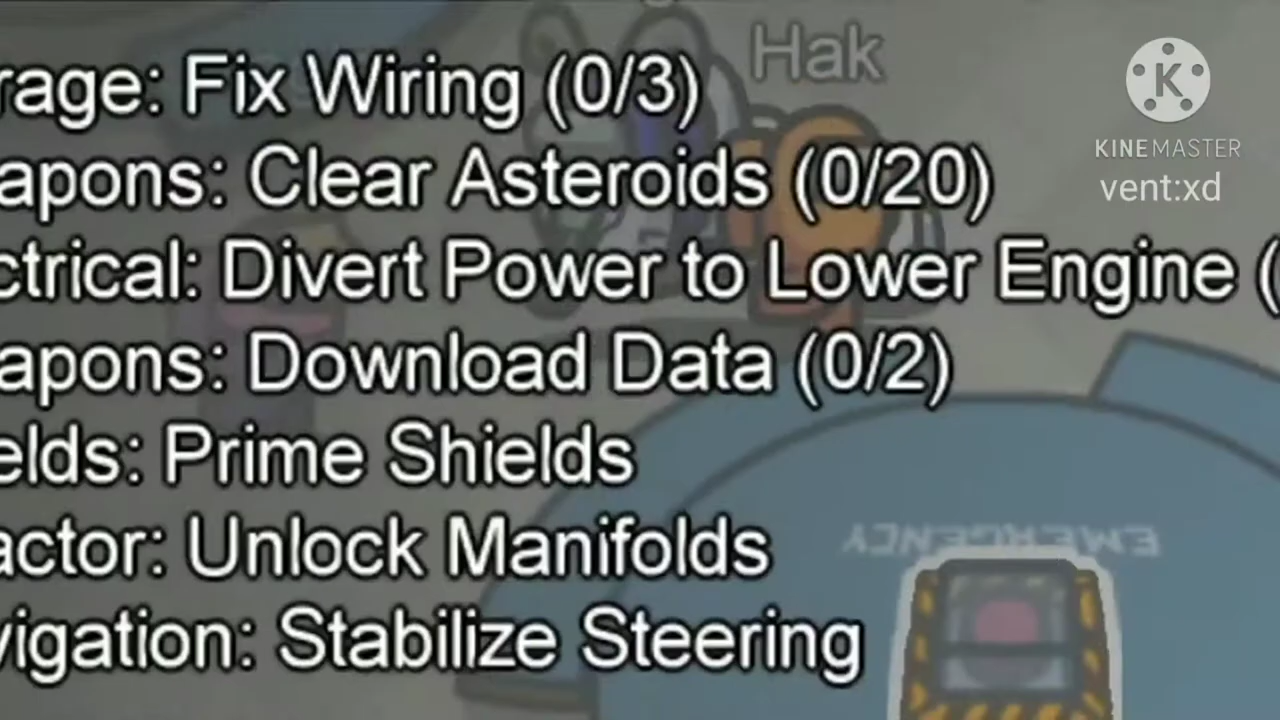 Hak
K
KINEMASTER
vent:xd
rage: Fix Wiring (0/3)
apons: Clear Asteroids (0/20)
ctrical: Divert Power to Lower Engine (
apons: Download Data (0/2)
elds: Prime Shields
actor: Unlock Manifolds
vigation: Stabilize Steering
EMERGENCY